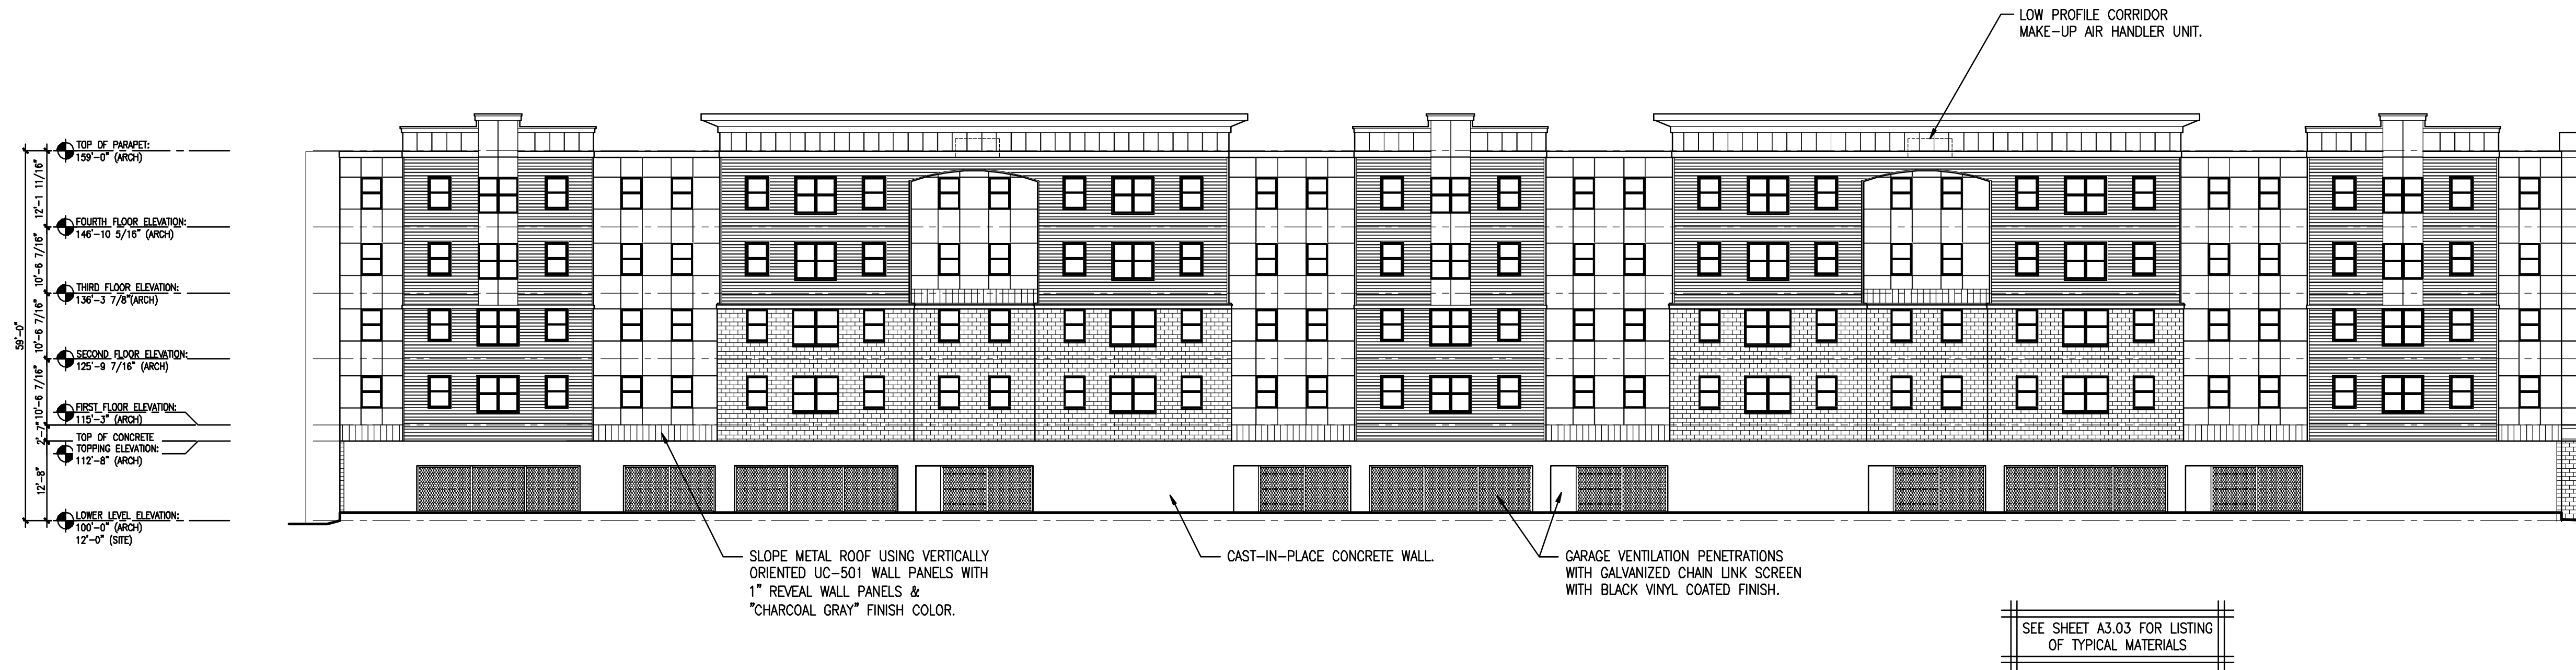 LOW PROFILE CORRIDOR
MAKE-UP AIR HANDLER UNIT.
TOP OF PARAPET:
159'-0" (ARCH)
12'-1 11/16"
FOURTH FLOOR ELEVATION:
146'-10 5/16" (ARCH)
10'-6 7/16"
THIRD FLOOR ELEVATION:
136'-3 7/8"(ARCH)
59'-0"
10'-6 7/16"
SECOND FLOOR ELEVATION:
125'-9 7/16" (ARCH)
10'-6 7/16"
FIRST FLOOR ELEVATION:
115'-3" (ARCH)
2'-7"
TOP OF CONCRETE
TOPPING ELEVATION:
112'-8" (ARCH)
12'-8"
LOWER LEVEL ELEVATION:
100'-0" (ARCH)
12'-0" (SITE)
SLOPE METAL ROOF USING VERTICALLY
ORIENTED UC-501 WALL PANELS WITH
1" REVEAL WALL PANELS &
"CHARCOAL GRAY" FINISH COLOR.
CAST-IN-PLACE CONCRETE WALL.
GARAGE VENTILATION PENETRATIONS
WITH GALVANIZED CHAIN LINK SCREEN
WITH BLACK VINYL COATED FINISH.
SEE SHEET A3.03 FOR LISTING
OF TYPICAL MATERIALS